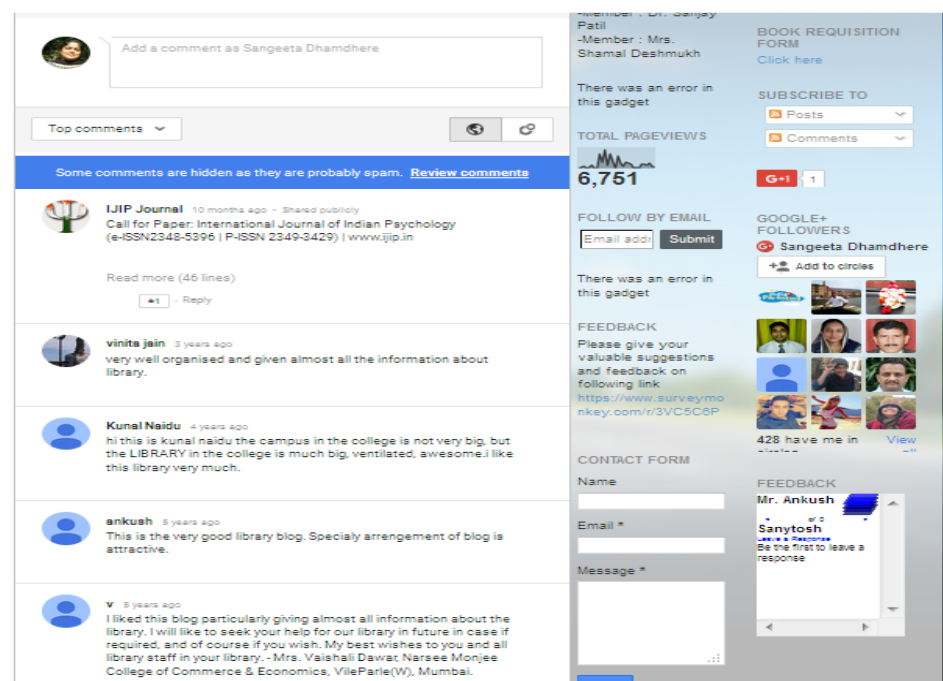 Add a comment as Sangeeta Dhamdhere
Top comments
Some comments are hidden as they are probably spam. Review comments
IJIP Journal 10 months ago - Shared publicly
Call for Paper: International Journal of Indian Psychology
(e-ISSN2348-5396 | P-ISSN 2349-3429) | www.ijip.in
Read more (46 lines)
+1 - Reply
vinita jain 3 years ago
very well organised and given almost all the information about
library.
Kunal Naidu 4 years ago
hi this is kunal naidu the campus in the college is not very big, but
the LIBRARY in the college is much big, ventilated, awesome.i like
this library very much.
ankush 5 years ago
This is the very good library blog. Specialy arrengement of blog is
attractive.
v 5 years ago
I liked this blog particularly giving almost all information about the
library. I will like to seek your help for our library in future in case if
required, and of course if you wish. My best wishes to you and all
library staff in your library. - Mrs. Vaishali Dawar, Narsee Monjee
College of Commerce & Economics, VileParle(W), Mumbai.
-Member : Dr. Sanjay
Patil
-Member : Mrs.
Shamal Deshmukh
There was an error in
this gadget
TOTAL PAGEVIEWS
6,751
FOLLOW BY EMAIL
Email addr Submit
There was an error in
this gadget
FEEDBACK
Please give your
valuable suggestions
and feedback on
following link
https://www.surveymo
nkey.com/r/3VC5C6P
CONTACT FORM
Name
Email *
Message *
BOOK REQUISITION
FORM
Click here
SUBSCRIBE TO
Posts
Comments
G+1 1
GOOGLE+
FOLLOWERS
Sangeeta Dhamdhere
Add to circles
428 have me in View
circles all
FEEDBACK
Mr. Ankush
of 0
Sanytosh
Leave a Response
Be the first to leave a
response